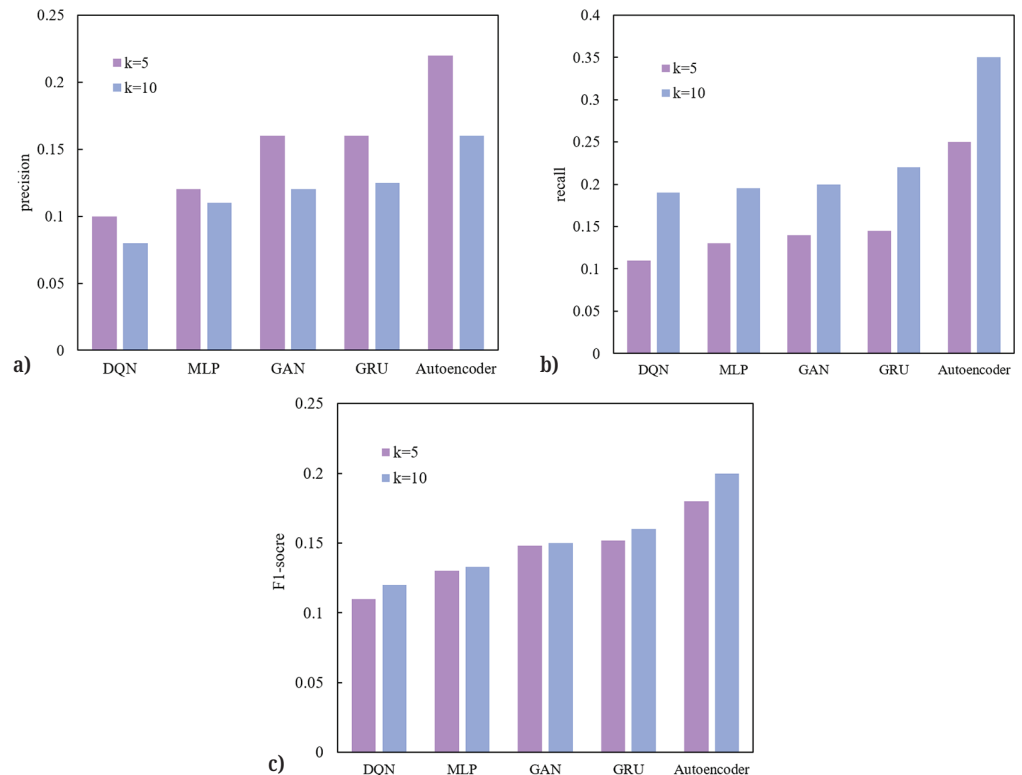 0.25
0.2
0.15
0.1
0.05
0
precision
k=5
k=10
DQN MLP GAN GRU Autoencoder
a)
0.4
0.35
0.3
0.25
0.2
0.15
0.1
0.05
0
recall
k=5
k=10
DQN MLP GAN GRU Autoencoder
b)
0.25
0.2
0.15
0.1
0.05
0
F1-socre
k=5
k=10
DQN MLP GAN GRU Autoencoder
c)